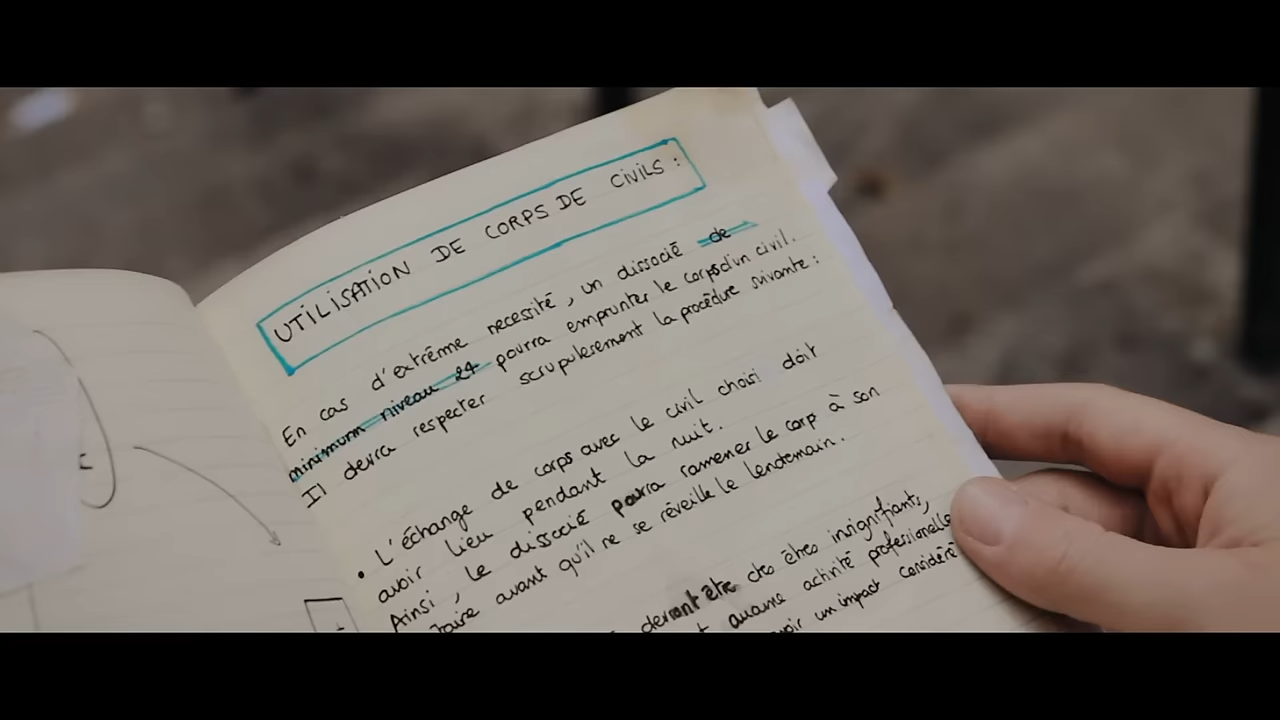 UTILISATION DE CORPS DE CIVILS :
En cas d'extrême necessité, un dissocié de
minimum niveau 24 pourra emprunter le corps d'un civil.
Il devra respecter scrupulesement la procédure suivante :
• L'échange de corps avec le civil choisi doit
avoir lieu pendant la nuit.
Ainsi, le dissocié pourra ramener le corp à son
avant qu'il ne se réveille le lendemain.
devront être des êtres insignifiants,
aucune activité professionnelle
un impact considéré